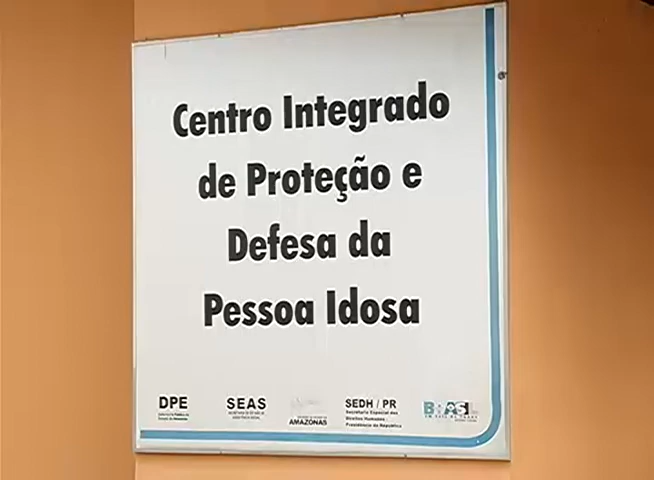 Centro Integrado
de Proteção e
Defesa da
Pessoa Idosa
DPE
SEAS
AMAZONAS
SEDH / PR
Secretaria Especial dos
Direitos Humanos
Presidência da República
BRASIL